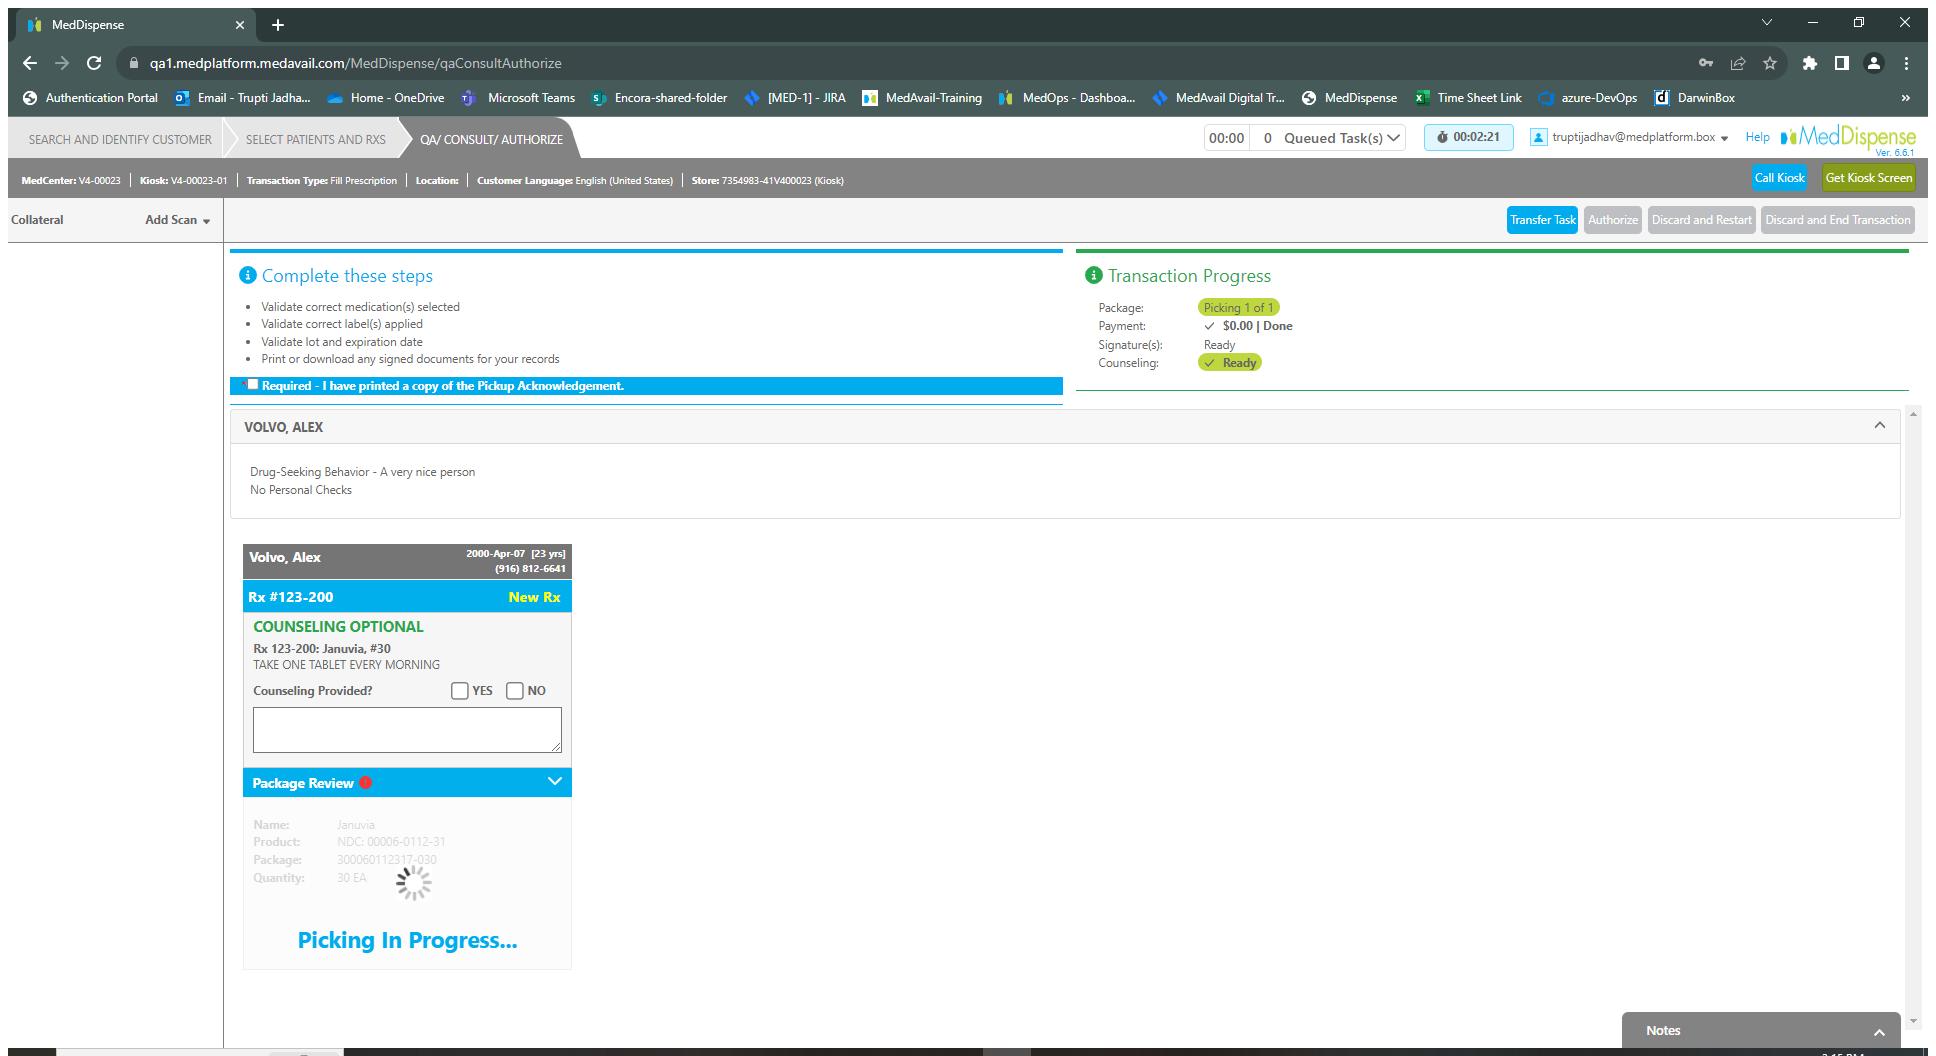 MedDispense
qa1.medplatform.medavail.com/MedDispense/qaConsultAuthorize
Authentication Portal
Email - Trupti Jadha...
Home - OneDrive
Microsoft Teams
Encora-shared-folder
[MED-1] - JIRA
MedAvail-Training
MedOps - Dashboa...
MedAvail Digital Tr...
MedDispense
Time Sheet Link
azure-DevOps
DarwinBox
»
SEARCH AND IDENTIFY CUSTOMER
SELECT PATIENTS AND RXS
QA/ CONSULT/ AUTHORIZE
00:00 0 Queued Task(s)
00:02:21
truptijadhav@medplatform.box
Help
MedDispense
Ver. 6.6.1
MedCenter: V4-00023 | Kiosk: V4-00023-01 | Transaction Type: Fill Prescription | Location: | Customer Language: English (United States) | Store: 7354983-41V400023 (Kiosk)
Call Kiosk
Get Kiosk Screen
Collateral
Add Scan
Transfer Task
Authorize
Discard and Restart
Discard and End Transaction
Complete these steps
• Validate correct medication(s) selected
• Validate correct label(s) applied
• Validate lot and expiration date
• Print or download any signed documents for your records
* Required - I have printed a copy of the Pickup Acknowledgement.
Transaction Progress
Package: Picking 1 of 1
Payment: ✓ $0.00 | Done
Signature(s): Ready
Counseling: ✓ Ready
VOLVO, ALEX
Drug-Seeking Behavior - A very nice person
No Personal Checks
Volvo, Alex
2000-Apr-07 [23 yrs]
(916) 812-6641
Rx #123-200
New Rx
COUNSELING OPTIONAL
Rx 123-200: Januvia, #30
TAKE ONE TABLET EVERY MORNING
Counseling Provided? YES NO
Package Review
Name: Januvia
Product: NDC: 00006-0112-31
Package: 300060112317-030
Quantity: 30 EA
Picking In Progress...
Notes